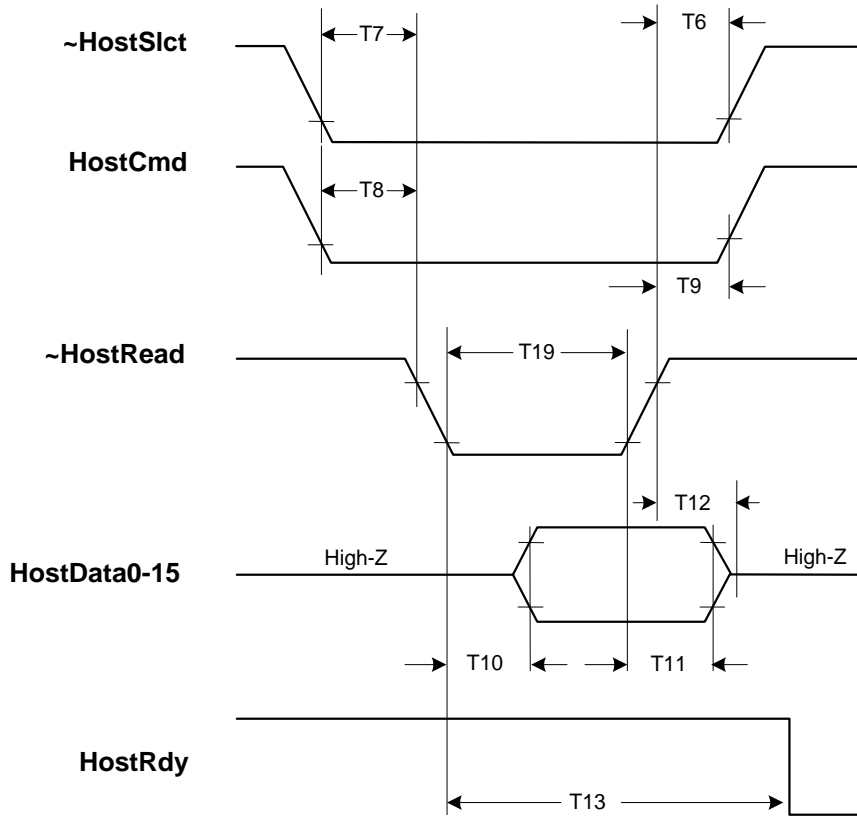 ~HostSlct
T7
T6
HostCmd
T8
T9
~HostRead
T19
T12
High-Z
High-Z
HostData0-15
T10
T11
HostRdy
T13